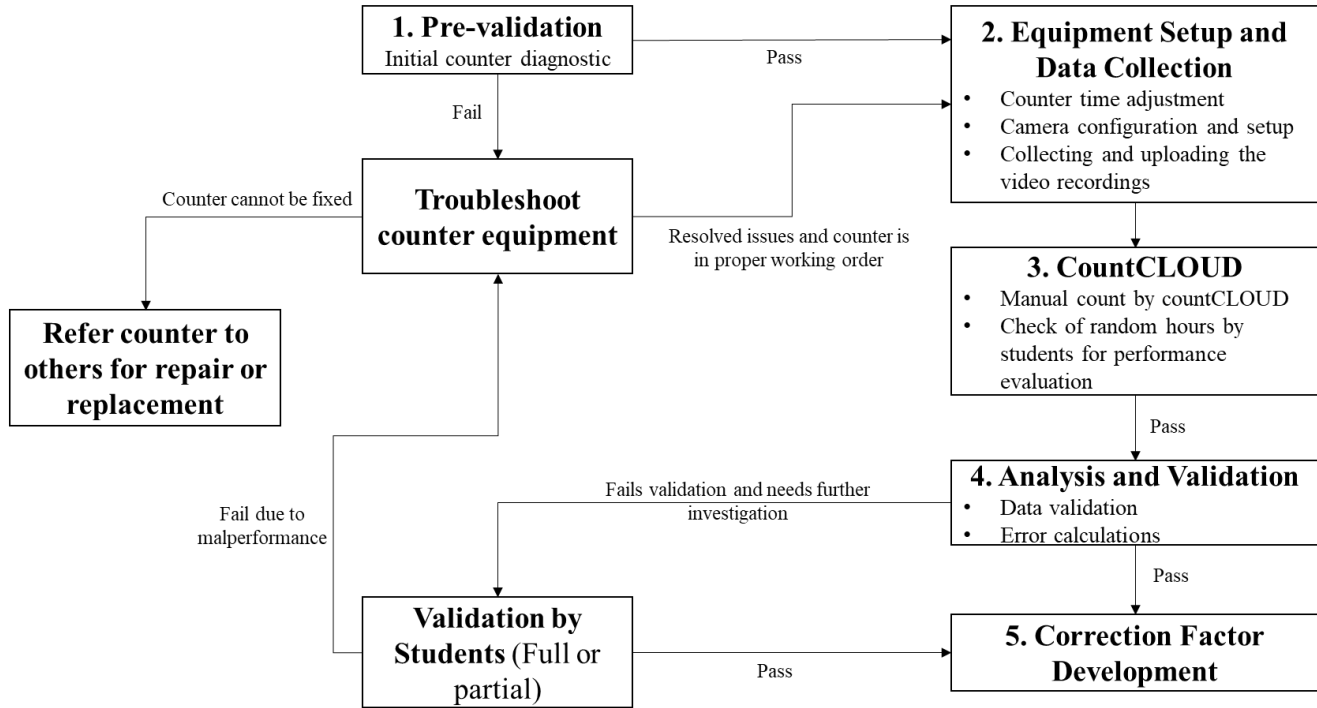 1. Pre-validation
Initial counter diagnostic
Pass
2. Equipment Setup and
Data Collection
• Counter time adjustment
• Camera configuration and setup
• Collecting and uploading the
video recordings
Fail
Counter cannot be fixed
Troubleshoot
counter equipment
Resolved issues and counter is
in proper working order
Refer counter to
others for repair or
replacement
3. CountCLOUD
• Manual count by countCLOUD
• Check of random hours by
students for performance
evaluation
Pass
4. Analysis and Validation
• Data validation
• Error calculations
Fails validation and needs further
investigation
Fail due to
malperformance
Pass
Validation by
Students (Full or
partial)
Pass
5. Correction Factor
Development